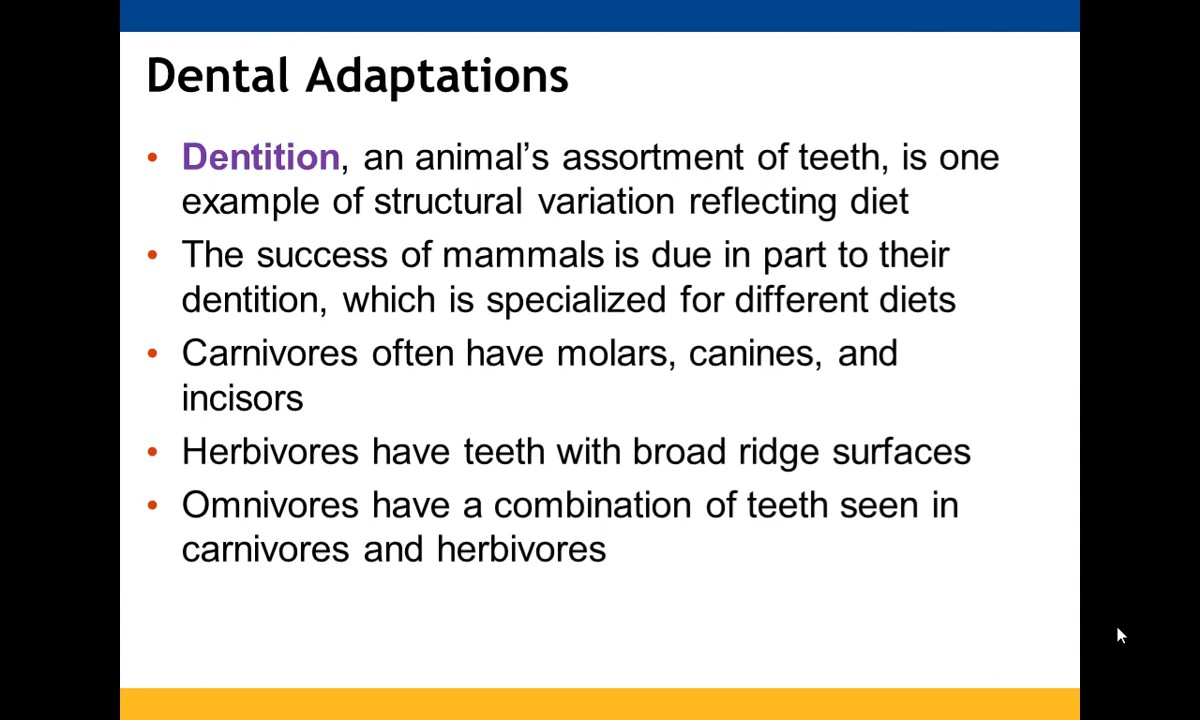 Dental Adaptations
• Dentition, an animal’s assortment of teeth, is one
example of structural variation reflecting diet
• The success of mammals is due in part to their
dentition, which is specialized for different diets
• Carnivores often have molars, canines, and
incisors
• Herbivores have teeth with broad ridge surfaces
• Omnivores have a combination of teeth seen in
carnivores and herbivores